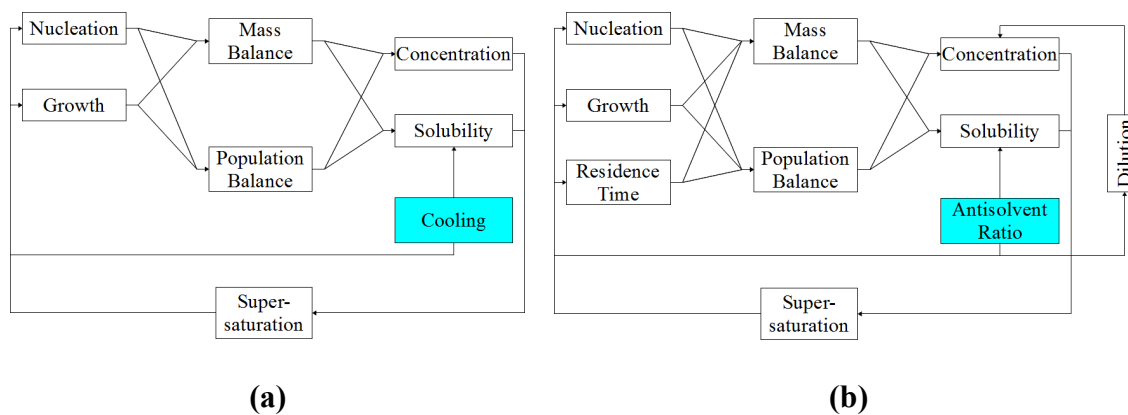 Nucleation
Growth
Mass
Balance
Population
Balance
Concentration
Solubility
Cooling
Super-
saturation
(a)
Nucleation
Growth
Residence
Time
Mass
Balance
Population
Balance
Concentration
Solubility
Antisolvent
Ratio
Dilution
Super-
saturation
(b)